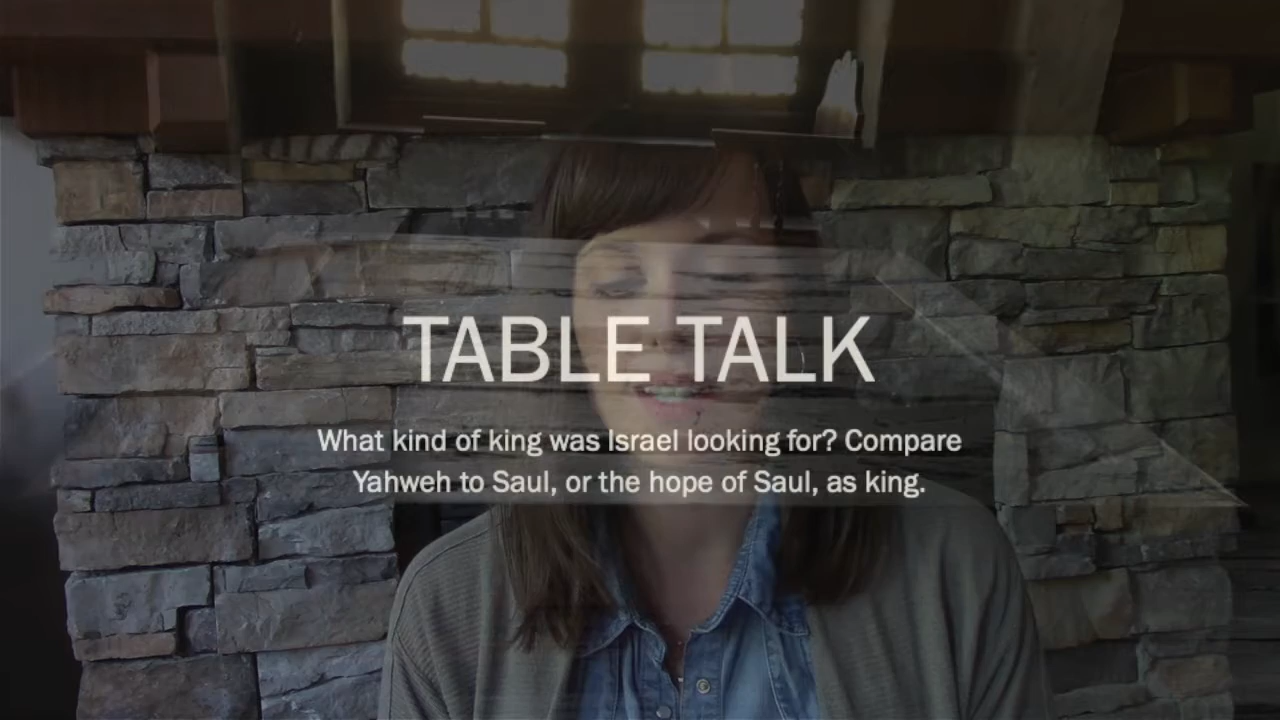 TABLE TALK
What kind of king was Israel looking for? Compare
Yahweh to Saul, or the hope of Saul, as king.